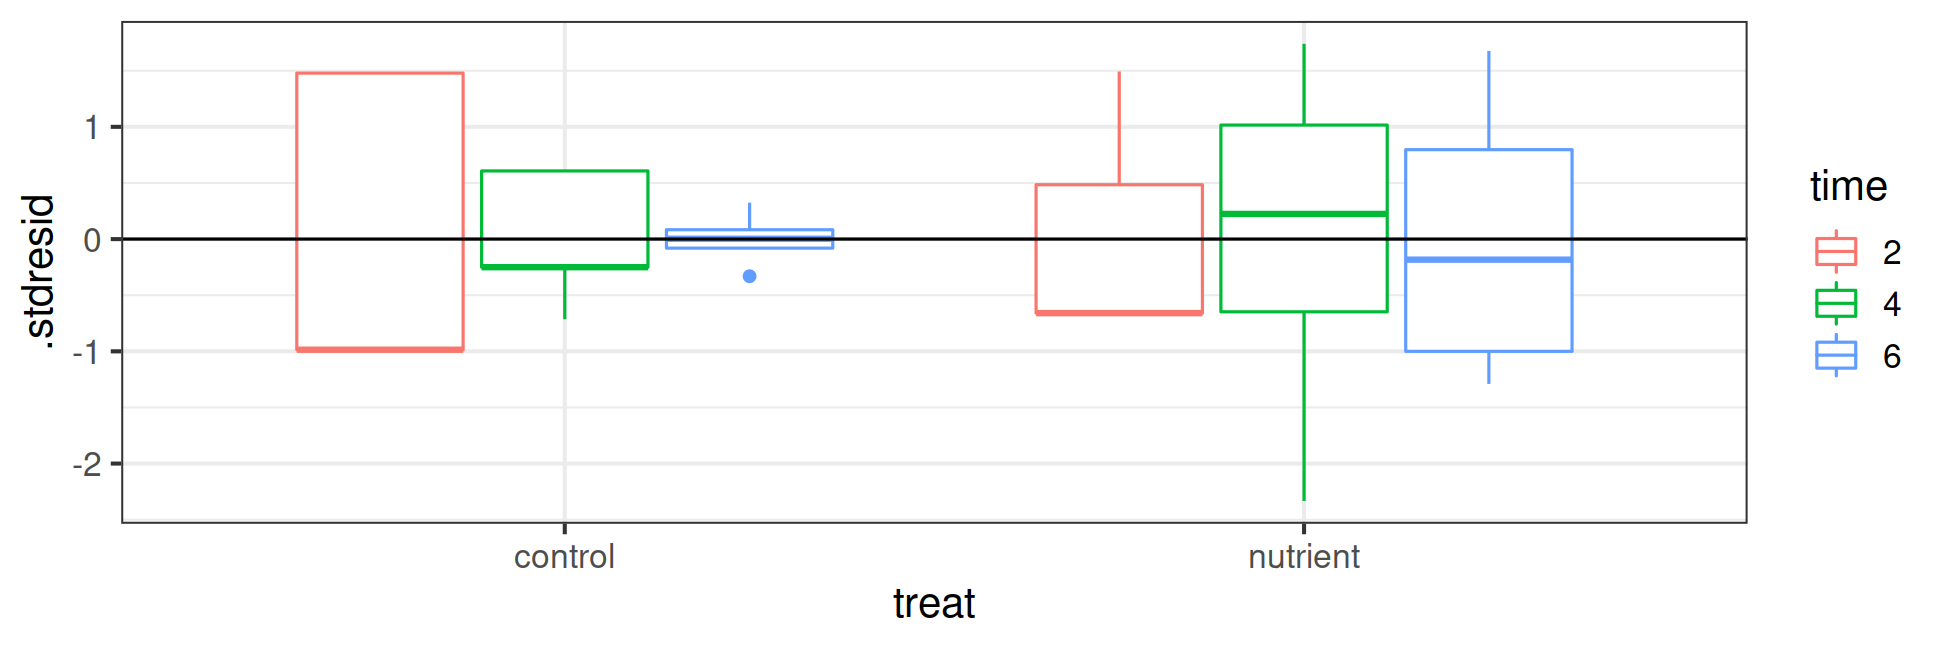 .stdresid
1
0
-1
-2
control
nutrient
treat
time
2
4
6